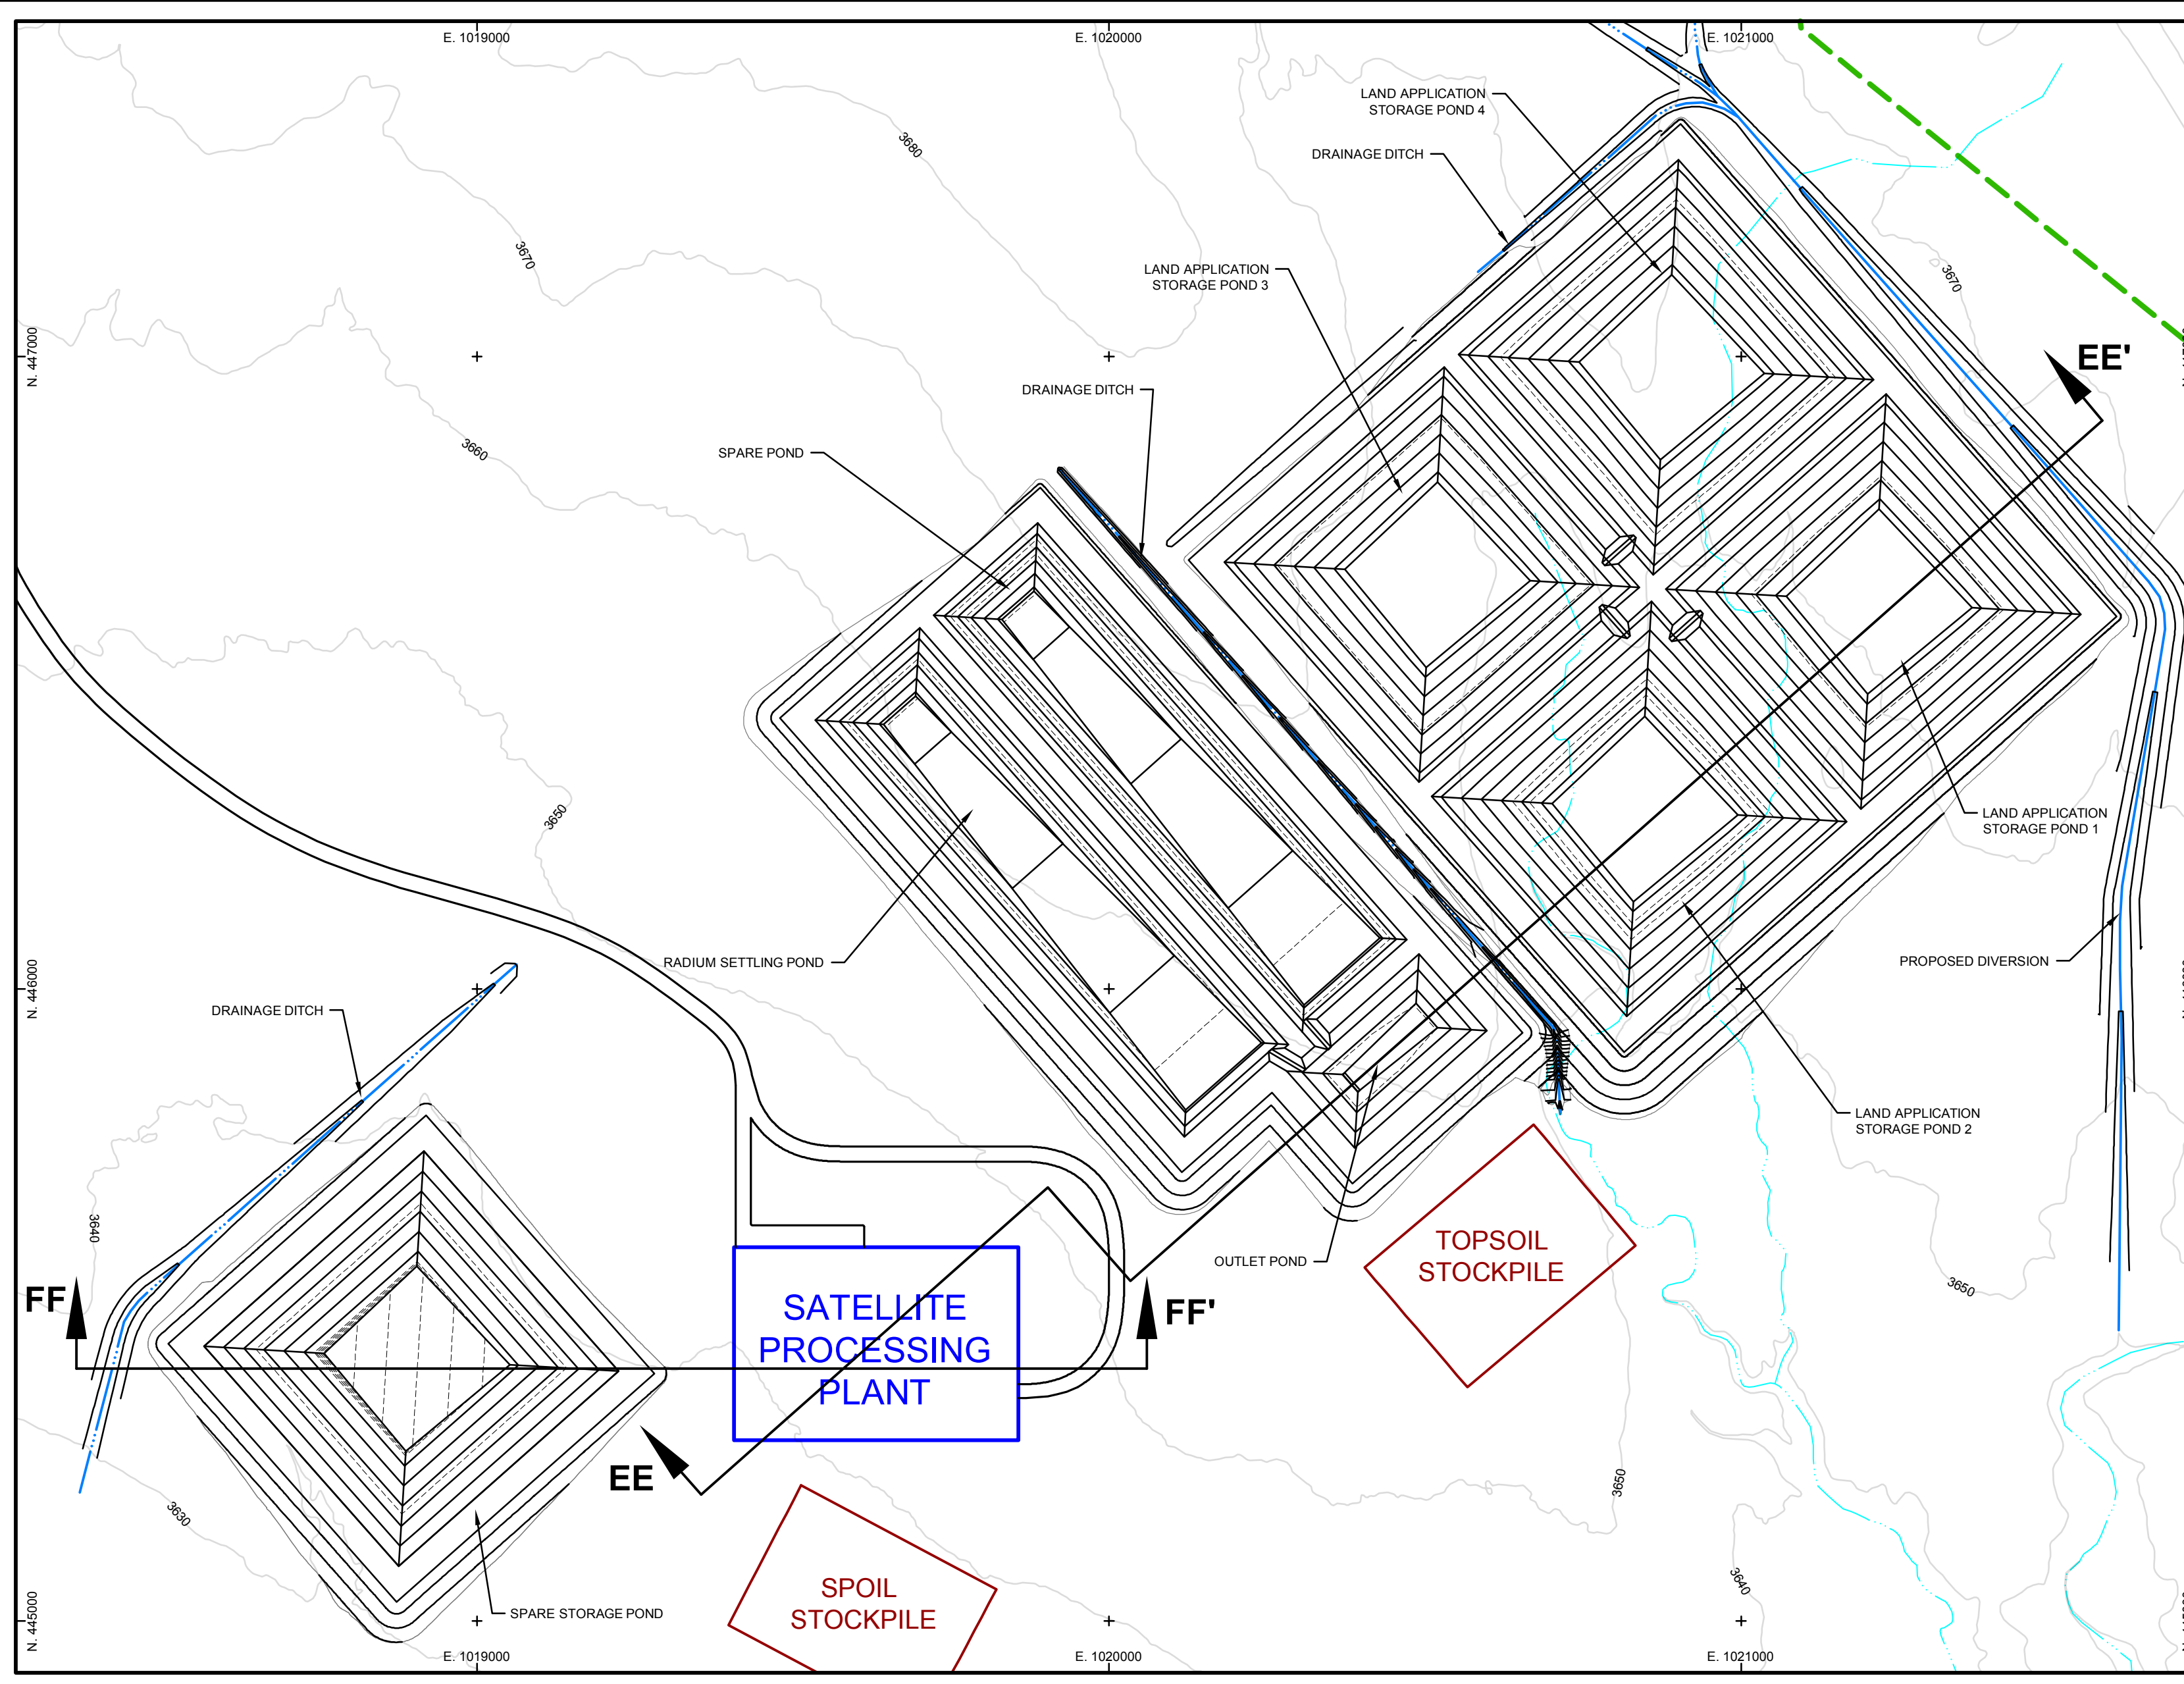 E. 1019000
E. 1020000
E. 1021000
LAND APPLICATION
STORAGE POND 4
DRAINAGE DITCH
3680
3670
LAND APPLICATION
STORAGE POND 3
3670
N. 447000
EE'
DRAINAGE DITCH
SPARE POND
3660
3650
LAND APPLICATION
STORAGE POND 1
RADIUM SETTLING POND
PROPOSED DIVERSION
N. 446000
DRAINAGE DITCH
LAND APPLICATION
STORAGE POND 2
3640
OUTLET POND
TOPSOIL
STOCKPILE
3650
FF
FF'
SATELLITE
PROCESSING
PLANT
EE
3650
3630
3640
SPOIL
STOCKPILE
SPARE STORAGE POND
N. 445000
E. 1019000
E. 1020000
E. 1021000